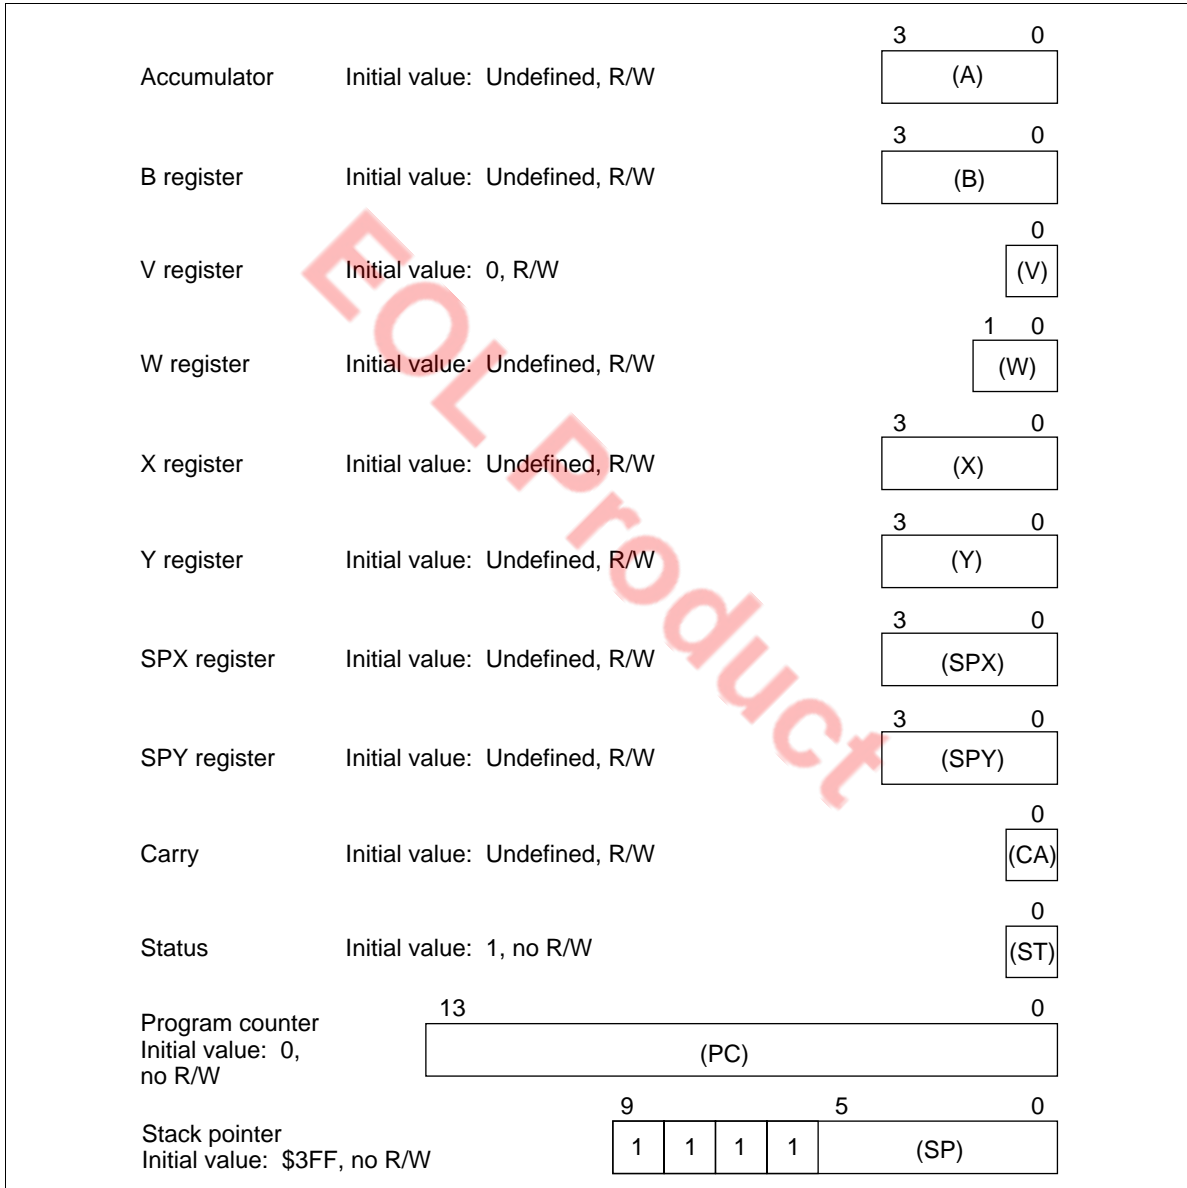 3 0
Accumulator Initial value: Undefined, R/W (A)
3 0
B register Initial value: Undefined, R/W (B)
0
V register Initial value: 0, R/W (V)
1 0
W register Initial value: Undefined, R/W (W)
3 0
X register Initial value: Undefined, R/W (X)
3 0
Y register Initial value: Undefined, R/W (Y)
3 0
SPX register Initial value: Undefined, R/W (SPX)
3 0
SPY register Initial value: Undefined, R/W (SPY)
0
Carry Initial value: Undefined, R/W (CA)
0
Status Initial value: 1, no R/W (ST)
13 0
Program counter
Initial value: 0, (PC)
no R/W
9 5 0
Stack pointer 1 1 1 1 (SP)
Initial value: $3FF, no R/W
EOL Product